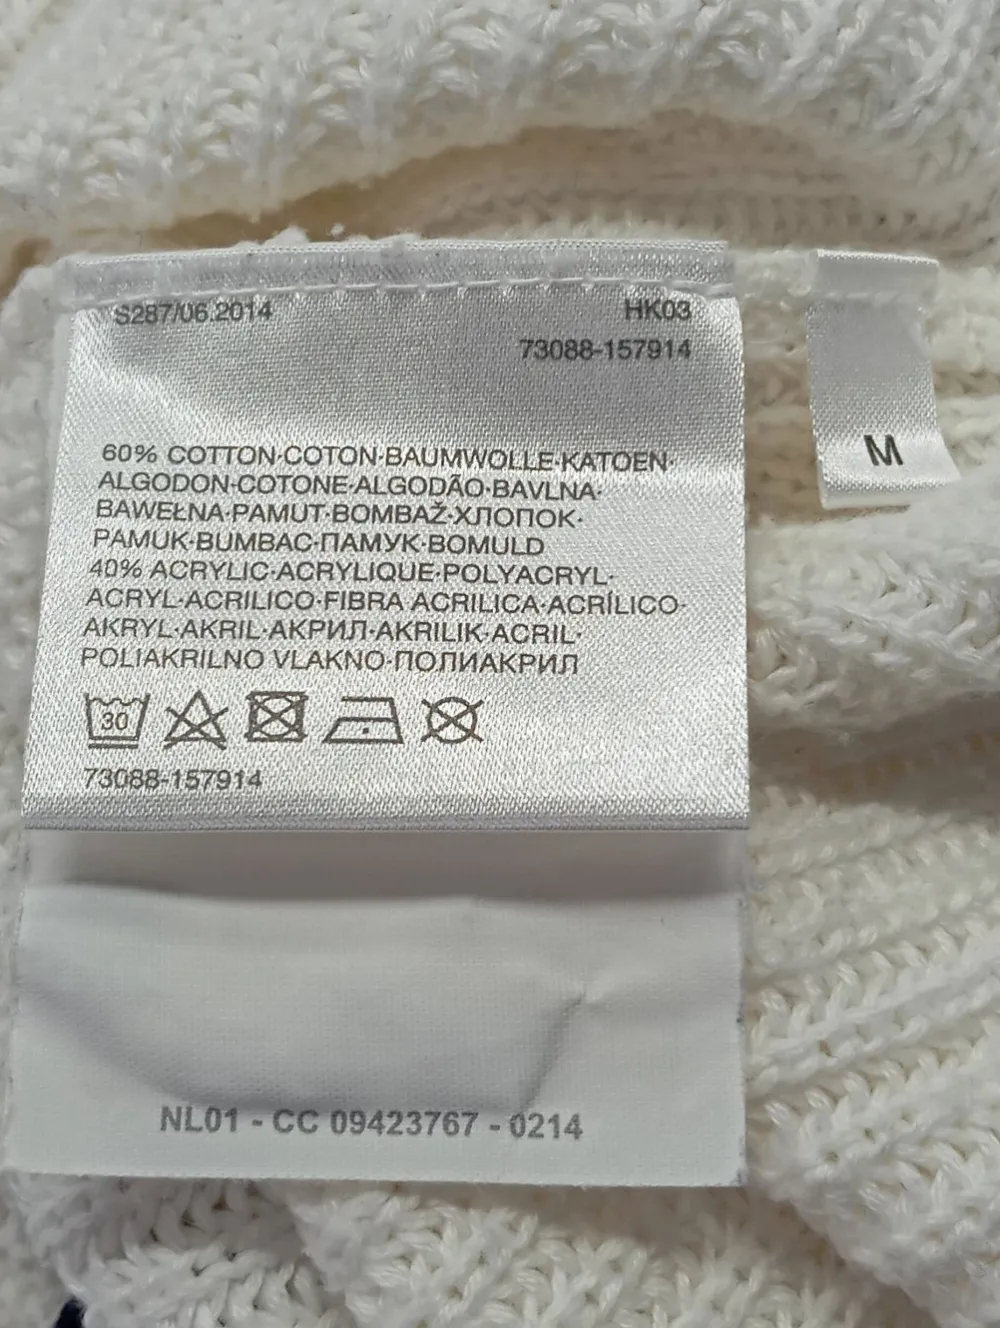 S287/06.2014
HK03
73088-157914
M
60% COTTON·COTON·BAUMWOLLE·KATOEN·
ALGODON·COTONE·ALGODÃO·BAVLNA·
BAWEŁNA·PAMUT·BOMBAŽ·ХЛОПОК·
PAMUK·BUMBAC·ПАМУК·BOMULD
40% ACRYLIC·ACRYLIQUE·POLYACRYL·
ACRYL·ACRILICO·FIBRA ACRILICA·ACRÍLICO·
AKRYL·AKRIL·АКРИЛ·AKRILIK·ACRIL·
POLIAKRILNO VLAKNO·ПОЛИАКРИЛ
30
73088-157914
NL01 - CC 09423767 - 0214